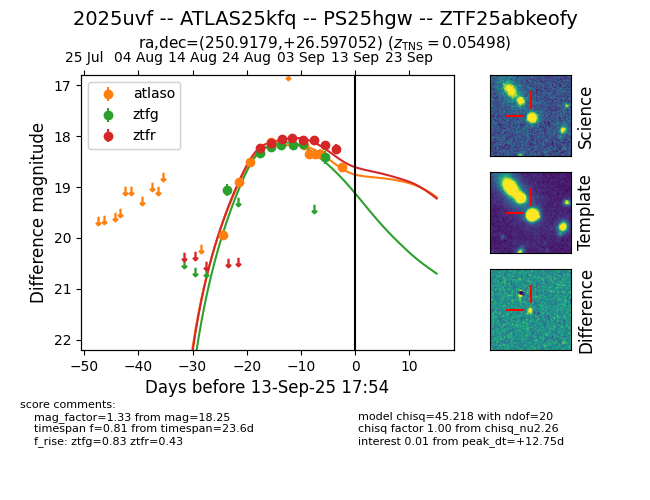 2025uvf -- ATLAS25kfq -- PS25hgw -- ZTF25abkeofy
ra,dec=(250.9179,+26.597052) (zTNS = 0.05498)
25 Jul 04 Aug 14 Aug 24 Aug 03 Sep 13 Sep 23 Sep
17
18
19
20
21
22
Difference magnitude
atlaso
ztfg
ztfr
−50 −40 −30 −20 −10 0 10
Days before 13-Sep-25 17:54
Science
Template
Difference
score comments:
mag_factor=1.33 from mag=18.25
timespan f=0.81 from timespan=23.6d
f_rise: ztfg=0.83 ztfr=0.43
model chisq=45.218 with ndof=20
chisq factor 1.00 from chisq_nu2.26
interest 0.01 from peak_dt=+12.75d